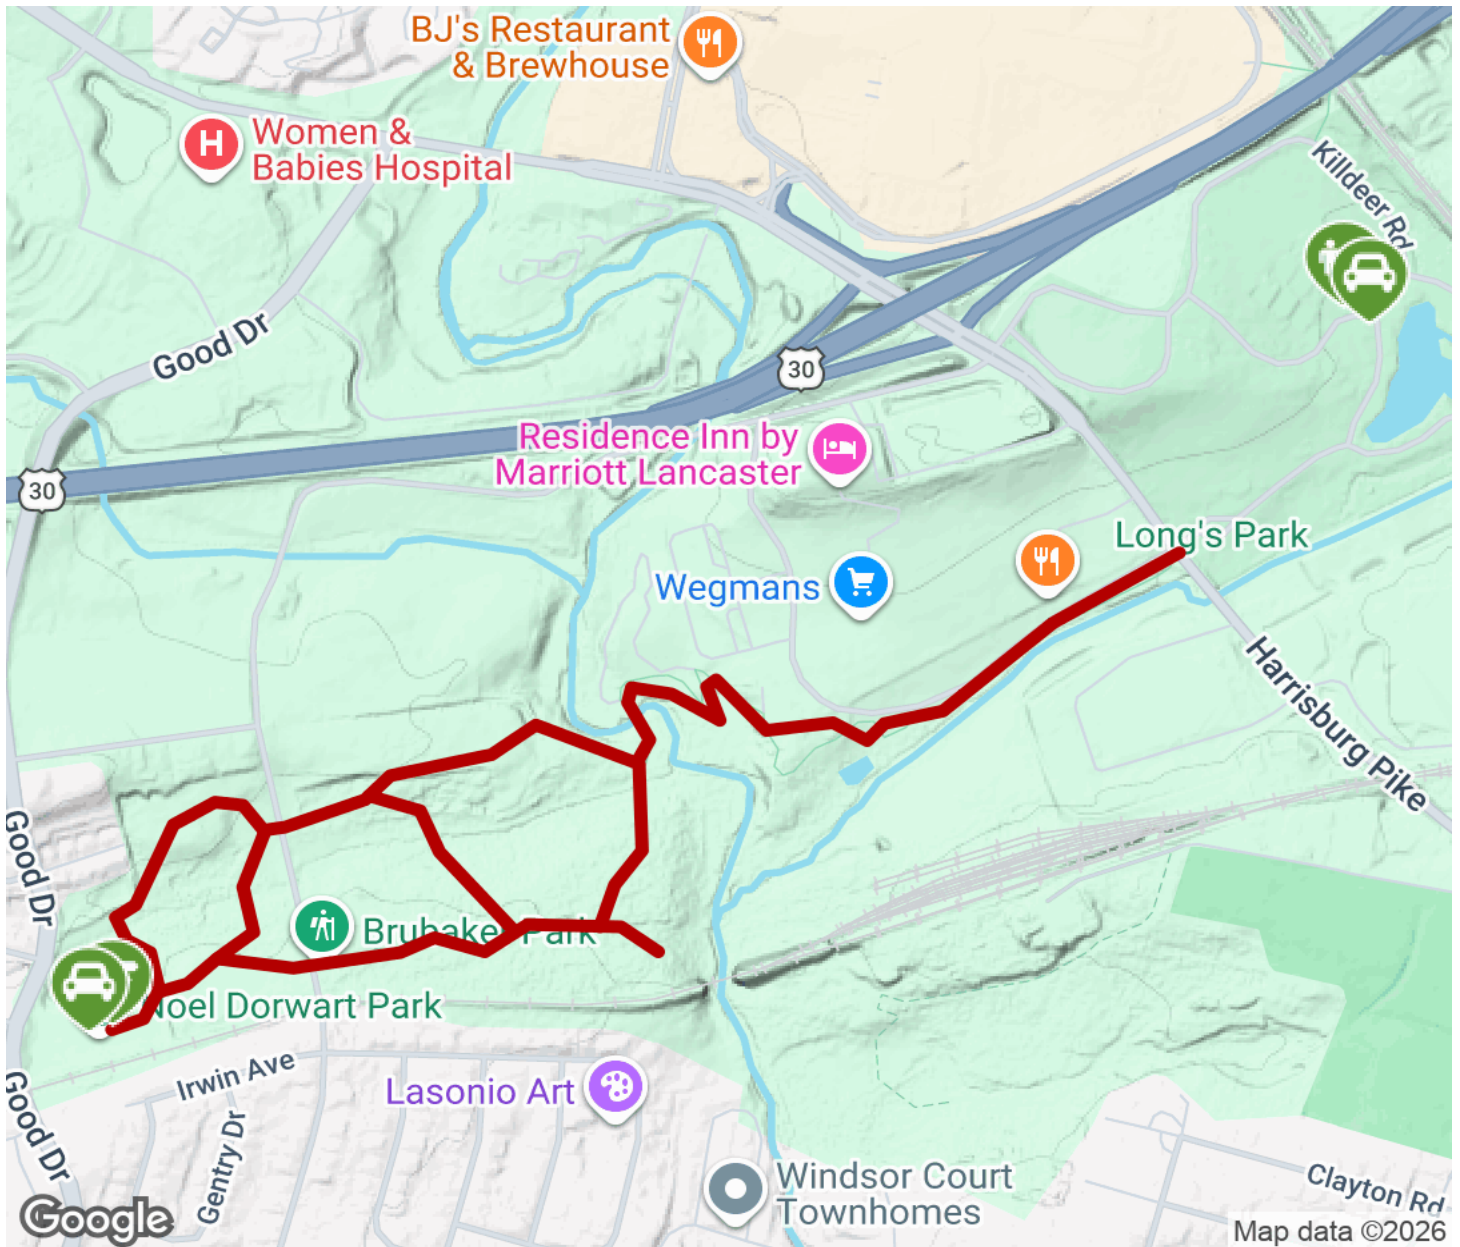 BJ's Restaurant
& Brewhouse
Women &
Babies Hospital
H
Killdeer Rd
Good Dr
30
Residence Inn by
Marriott Lancaster
30
Long's Park
Wegmans
Harrisburg Pike
Good Dr
Brubaker Park
Noel Dorwart Park
Irwin Ave
Lasonio Art
Good Dr
Gentry Dr
Windsor Court
Townhomes
Clayton Rd
Google
Map data ©2026